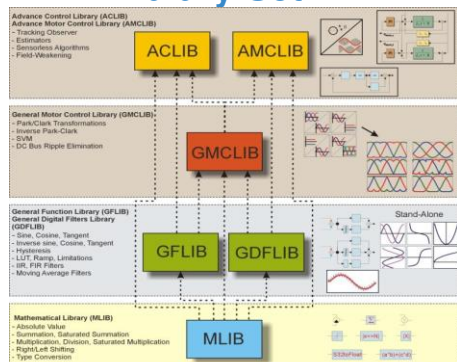 Advance Control Library (ACLIB)
Advance Motor Control Library (AMCLIB)
- Tracking Observer
- Estimators
- Sensorless Algorithms
- Field-Weakening
ACLIB
AMCLIB
General Motor Control Library (GMCLIB)
- Park/Clark Transformations
- Inverse Park-Clark
- SVM
- DC Bus Ripple Elimination
GMCLIB
General Function Library (GFLIB)
General Digital Filters Library
(GDFLIB)
- Sine, Cosine, Tangent
- Inverse sine, Cosine, Tangent
- Hysteresis
- LUT, Ramp, Limitations
- IIR, FIR Filters
- Moving Average Filters
GFLIB
GDFLIB
Stand-Alone
Mathematical Library (MLIB)
- Absolute Value
- Summation, Saturated Summation
- Multiplication, Division, Saturated Multiplication
- Right/Left Shifting
- Type Conversion
MLIB